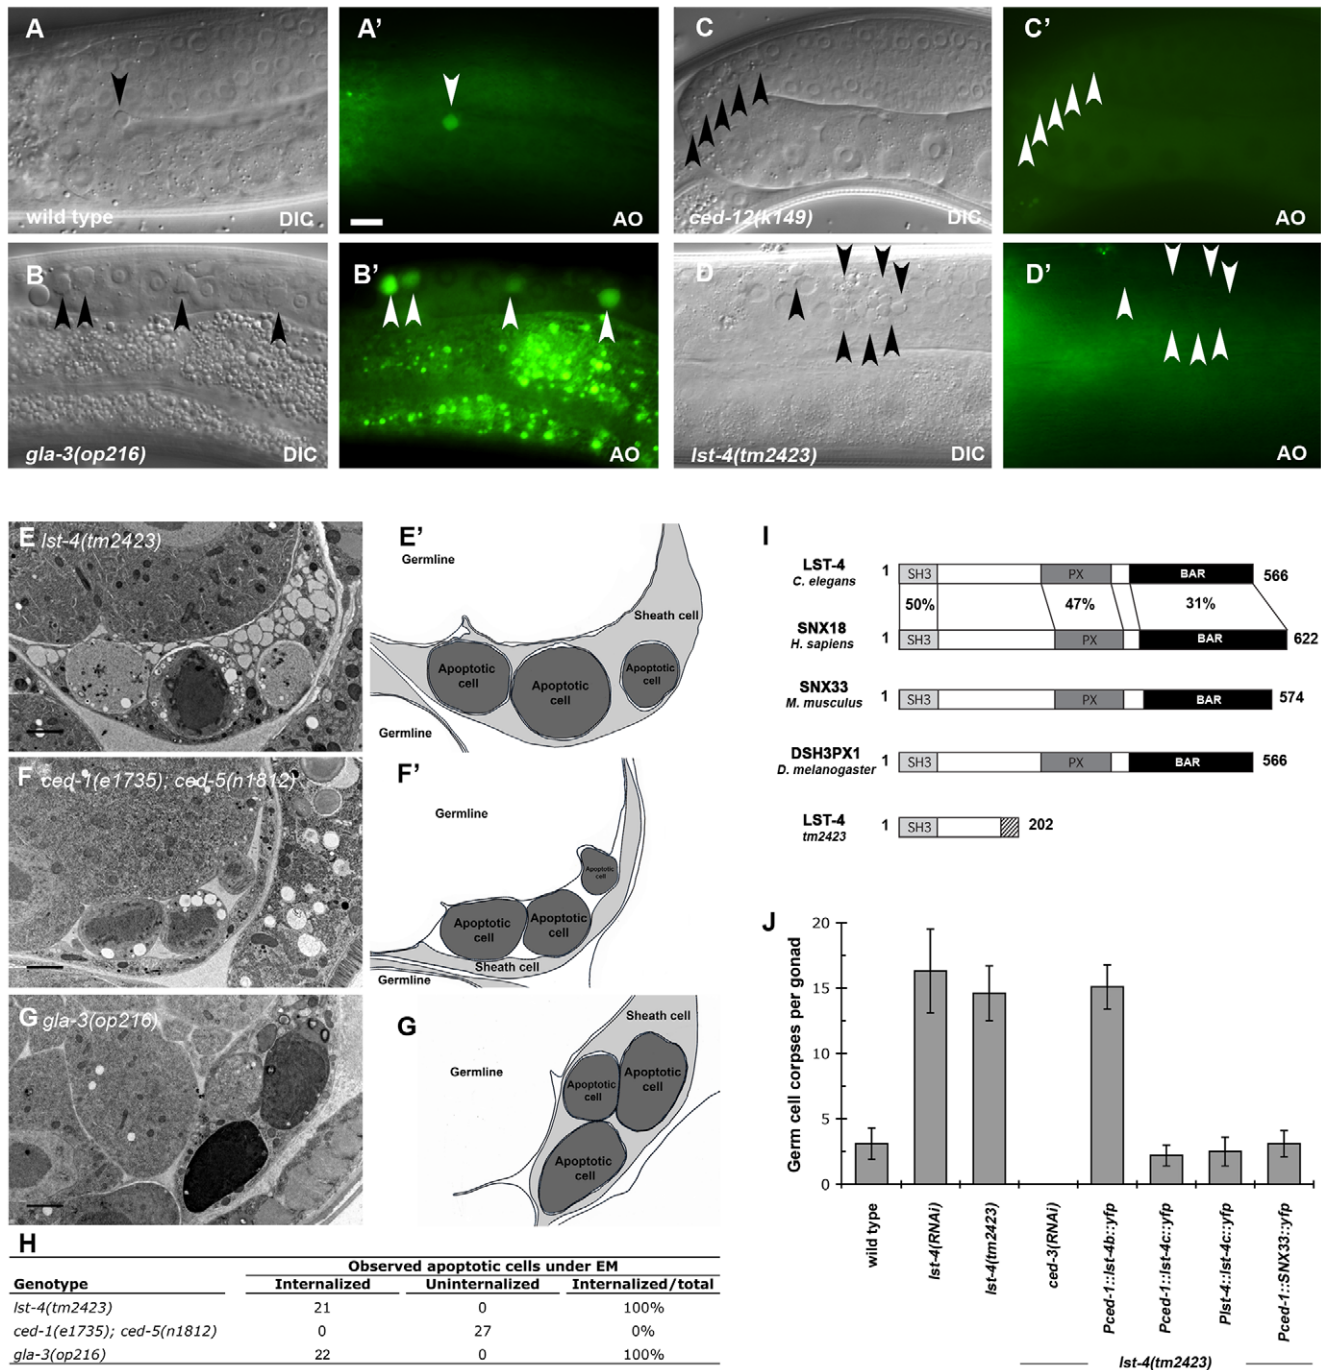 A
A'
C
C'
wild type
DIC
AO
ced-12(k149)
DIC
AO
B
B'
D
D'
gla-3(op216)
DIC
AO
lst-4(tm2423)
DIC
AO
E lst-4(tm2423)
E'
Germline
Sheath cell
Apoptotic cell
Apoptotic cell
Apoptotic cell
Germline
F ced-1(e1735); ced-5(n1812)
F'
Germline
Apoptotic cell
Apoptotic cell
Apoptotic cell
Sheath cell
Germline
G gla-3(op216)
G
Sheath cell
Germline
Apoptotic cell
Apoptotic cell
Apoptotic cell
H
Observed apoptotic cells under EM
Genotype Internalized Uninternalized Internalized/total
lst-4(tm2423) 21 0 100%
ced-1(e1735); ced-5(n1812) 0 27 0%
gla-3(op216) 22 0 100%
I
LST-4 1 SH3 PX BAR 566
C. elegans
50% 47% 31%
SNX18 1 SH3 PX BAR 622
H. sapiens
SNX33 1 SH3 PX BAR 574
M. musculus
DSH3PX1 1 SH3 PX BAR 566
D. melanogaster
LST-4 1 SH3 202
tm2423
J
Germ cell corpses per gonad
20
15
10
5
0
wild type
lst-4(RNAi)
lst-4(tm2423)
ced-3(RNAi)
Pced-1::lst-4b::yfp
Pced-1::lst-4c::yfp
Plst-4::lst-4c::yfp
Pced-1::SNX33::yfp
lst-4(tm2423)